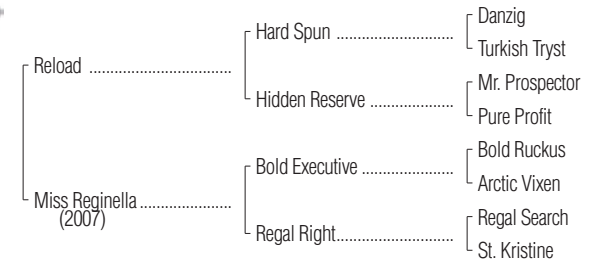 Danzig
Hard Spun ............................
Turkish Tryst
Reload ..................................
Mr. Prospector
Hidden Reserve ....................
Pure Profit
Bold Ruckus
Bold Executive ......................
Arctic Vixen
Miss Reginella ......................
(2007)
Regal Search
Regal Right............................
St. Kristine